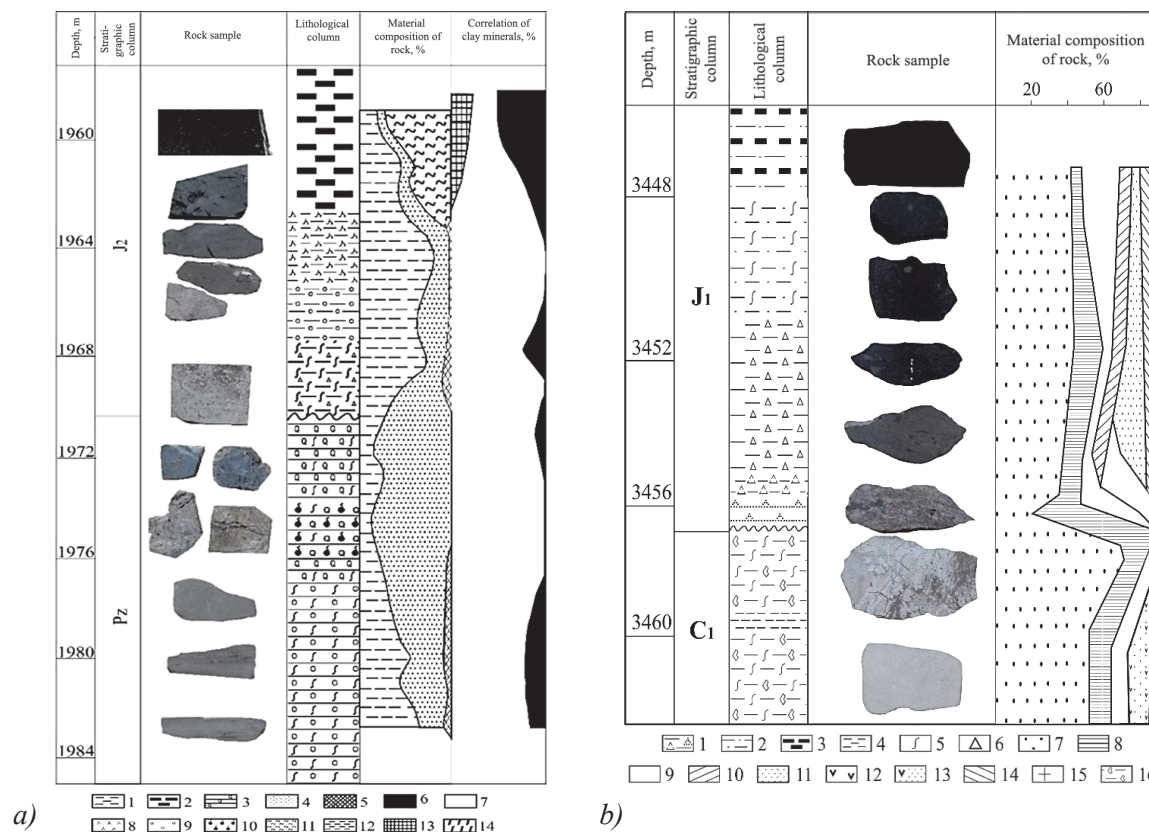 Depth, m
Strati-
graphic
column
Rock sample
Lithological
column
Material
composition
of rock, %
Correlation of
clay minerals, %
1960
1964
1968
1972
1976
1980
1984
J2
PZ
1 2 3 4 5 6 7
8 9 10 11 12 13 14
a)
Depth, m
Stratigraphic
column
Lithological
column
Rock sample
Material composition
of rock, %
20 60
3448
3452
3456
3460
J1
C1
1 2 3 4 5 6 7 8
9 10 11 12 13 14 15 16
b)